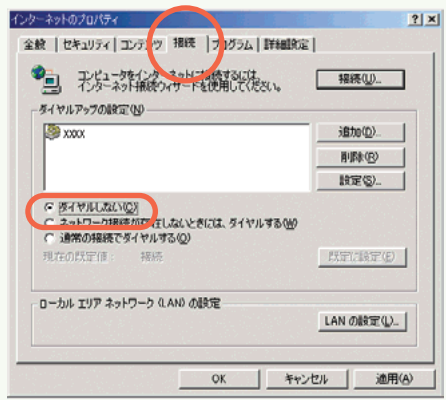 インターネットのプロパティ
全般 セキュリティ コンテンツ 接続 プログラム 詳細設定
コンピュータをインターネットに接続するには、
インターネット接続ウィザードを使用してください。
接続(U)...
ダイヤルアップの設定(N)
xxxx
追加(D)...
削除(R)
設定(S)...
ダイヤルしない(C)
ネットワーク接続が存在しないときには、ダイヤルする(W)
通常の接続でダイヤルする(O)
現在の既定値: 接続
既定に設定(E)
ローカル エリア ネットワーク (LAN) の設定
LAN の設定(L)...
OK キャンセル 適用(A)